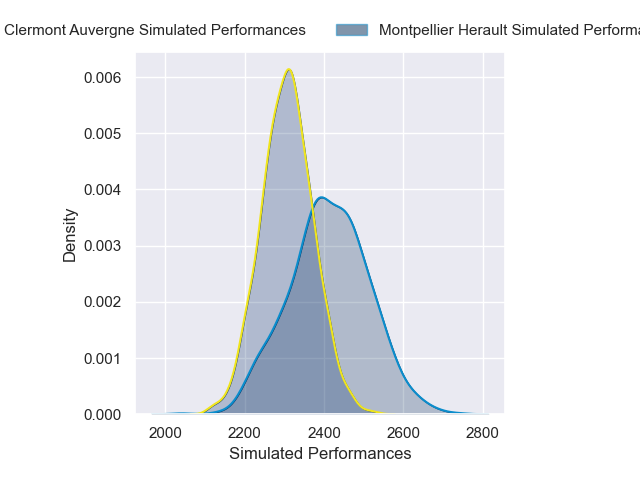 Clermont Auvergne Simulated Performances
Montpellier Herault Simulated
0.006
0.005
0.004
0.003
0.002
0.001
0.000
Density
2000 2200 2400 2600 2800
Simulated Performances